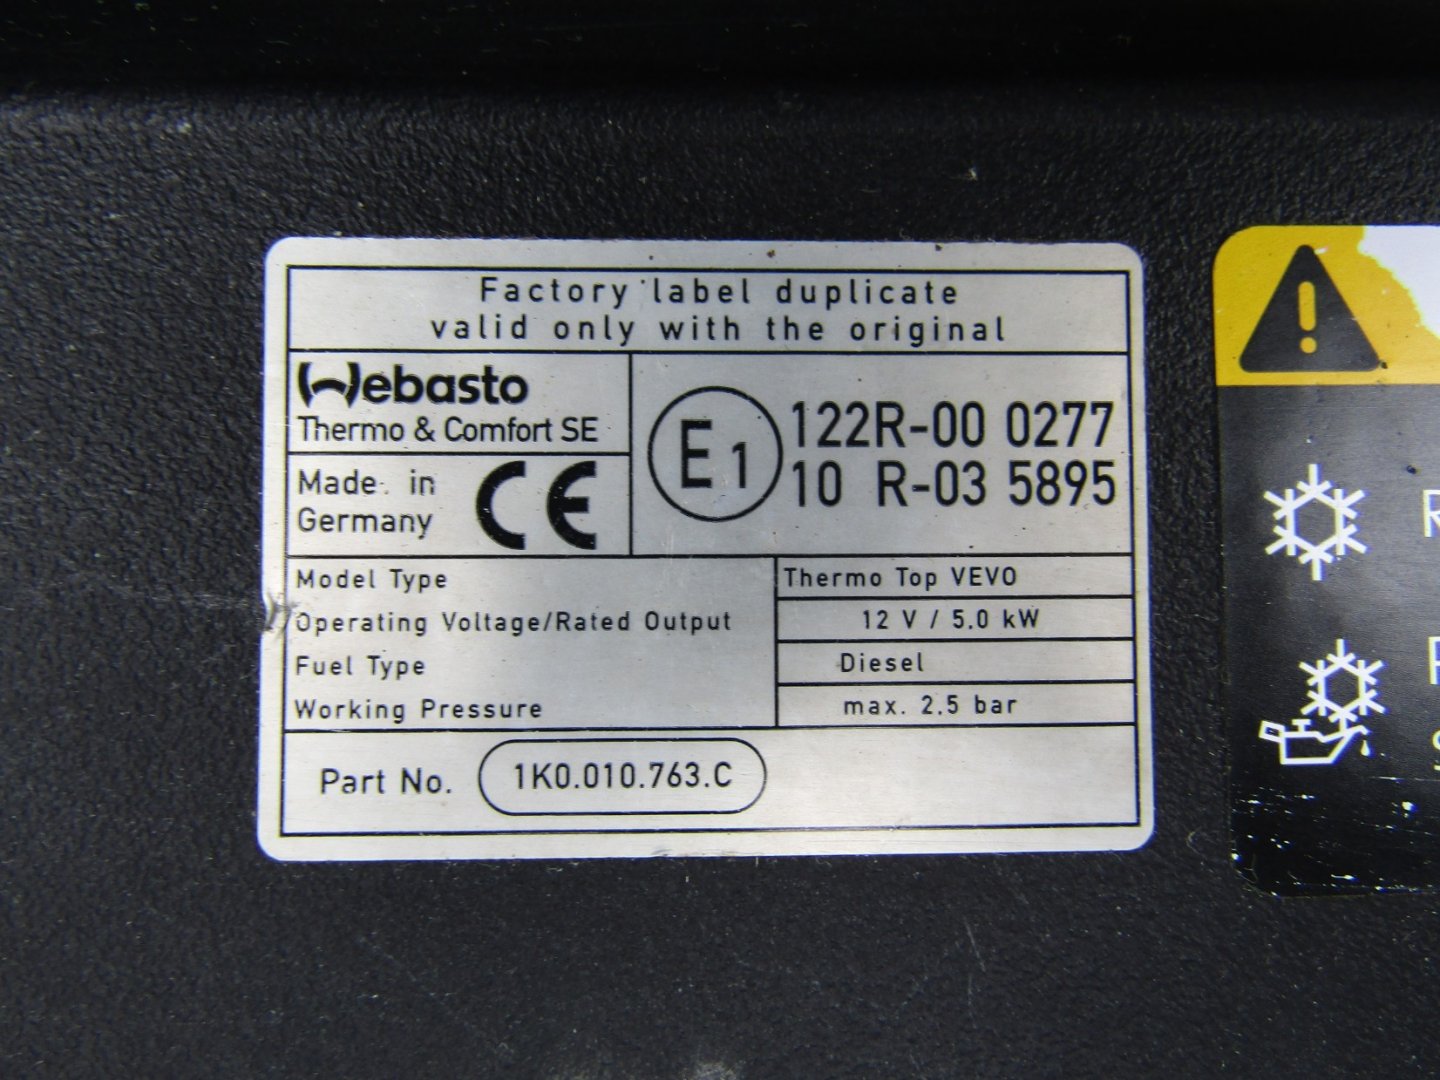 Factory label duplicate
valid only with the original
Webasto
Thermo & Comfort SE
Made in
Germany
CE
E1
122R-00 0277
10 R-03 5895
Model Type
Thermo Top VEVO
Operating Voltage/Rated Output
12 V / 5.0 kW
Fuel Type
Diesel
Working Pressure
max. 2.5 bar
Part No. 1K0.010.763.C